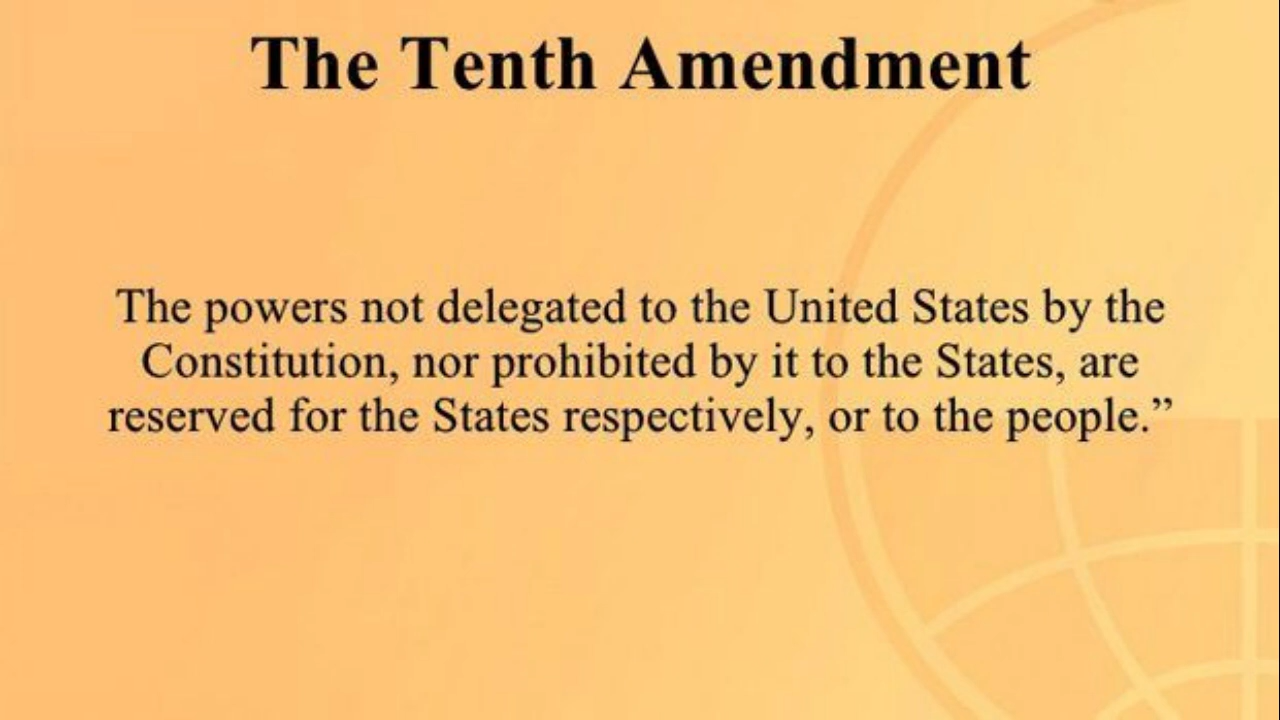 The Tenth Amendment
The powers not delegated to the United States by the
Constitution, nor prohibited by it to the States, are
reserved for the States respectively, or to the people.”